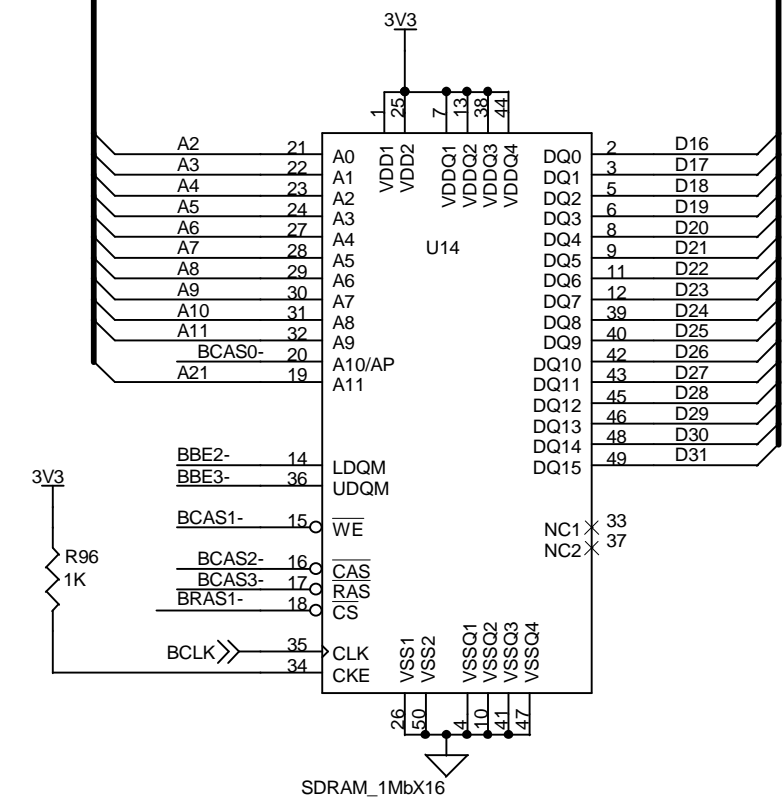 3V3
1 25 7 13 38 44
VDD1 VDD2 VDDQ1 VDDQ2 VDDQ3 VDDQ4
U14
A2 21 A0 DQ0 2 D16
A3 22 A1 DQ1 3 D17
A4 23 A2 DQ2 5 D18
A5 24 A3 DQ3 6 D19
A6 27 A4 DQ4 8 D20
A7 28 A5 DQ5 9 D21
A8 29 A6 DQ6 11 D22
A9 30 A7 DQ7 12 D23
A10 31 A8 DQ8 39 D24
A11 32 A9 DQ9 40 D25
BCAS0- 20 A10/AP DQ10 42 D26
A21 19 A11 DQ11 43 D27
DQ12 45 D28
DQ13 46 D29
DQ14 48 D30
DQ15 49 D31
BBE2- 14 LDQM
BBE3- 36 UDQM
3V3
BCAS1- 15 WE NC1 33
NC2 37
R96
1K
BCAS2- 16 CAS
BCAS3- 17 RAS
BRAS1- 18 CS
BCLK 35 CLK
34 CKE
VSS1 VSS2 VSSQ1 VSSQ2 VSSQ3 VSSQ4
26 50 4 10 41 47
SDRAM_1MbX16